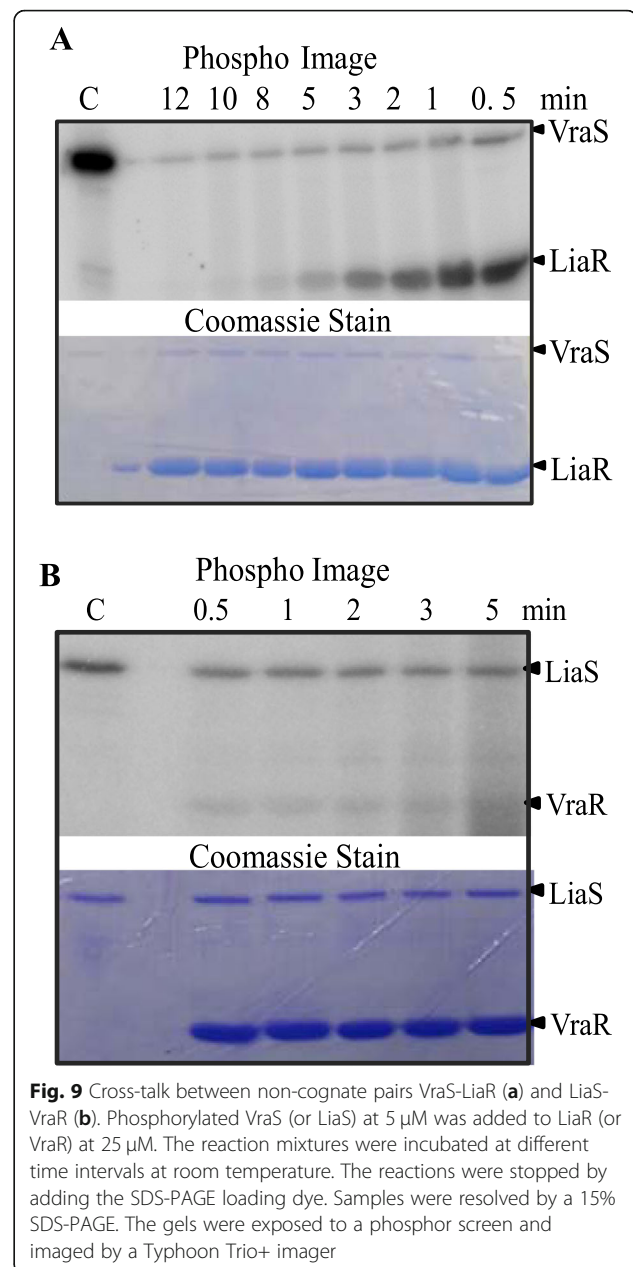 A
Phospho Image
C 12 10 8 5 3 2 1 0. 5 min
VraS
LiaR
Coomassie Stain
VraS
LiaR
B
Phospho Image
C 0.5 1 2 3 5 min
LiaS
VraR
Coomassie Stain
LiaS
VraR
Fig. 9 Cross-talk between non-cognate pairs VraS-LiaR (a) and LiaS-
VraR (b). Phosphorylated VraS (or LiaS) at 5 μM was added to LiaR (or
VraR) at 25 μM. The reaction mixtures were incubated at different
time intervals at room temperature. The reactions were stopped by
adding the SDS-PAGE loading dye. Samples were resolved by a 15%
SDS-PAGE. The gels were exposed to a phosphor screen and
imaged by a Typhoon Trio+ imager